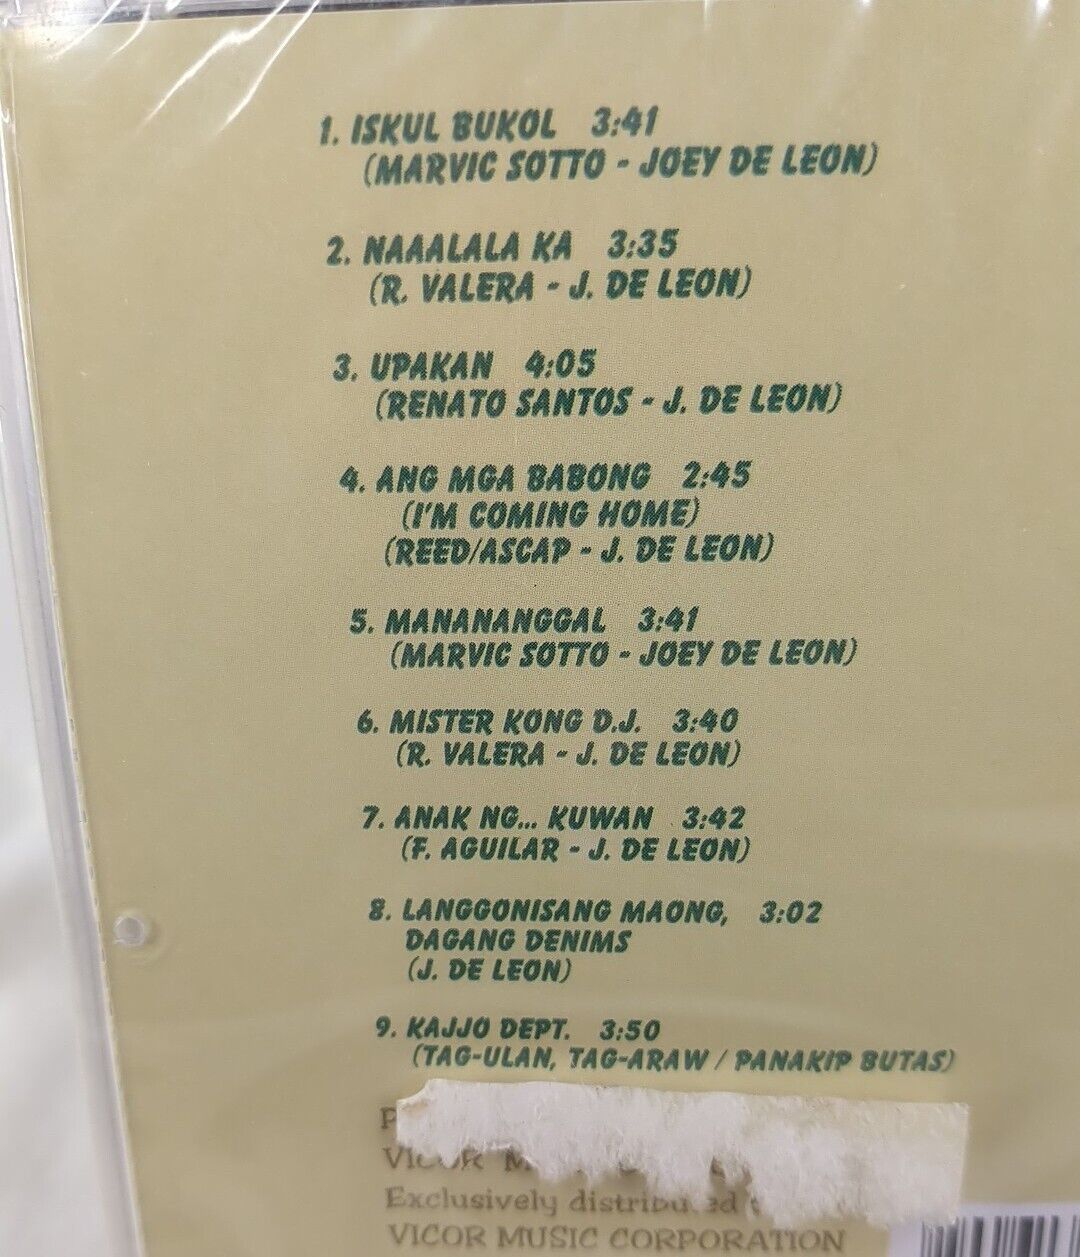 1. ISKUL BUKOL 3:41
(MARVIC SOTTO - JOEY DE LEON)
2. NAAALALA KA 3:35
(R. VALERA - J. DE LEON)
3. UPAKAN 4:05
(RENATO SANTOS - J. DE LEON)
4. ANG MGA BABONG 2:45
(I'M COMING HOME)
(REED/ASCAP - J. DE LEON)
5. MANANANGGAL 3:41
(MARVIC SOTTO - JOEY DE LEON)
6. MISTER KONG D.J. 3:40
(R. VALERA - J. DE LEON)
7. ANAK NG... KUWAN 3:42
(F. AGUILAR - J. DE LEON)
8. LANGGONISANG MAONG, 3:02
DAGANG DENIMS
(J. DE LEON)
9. KAJJO DEPT. 3:50
(TAG-ULAN, TAG-ARAW / PANAKIP BUTAS)
VICOR
Exclusively distributed
VICOR MUSIC CORPORATION